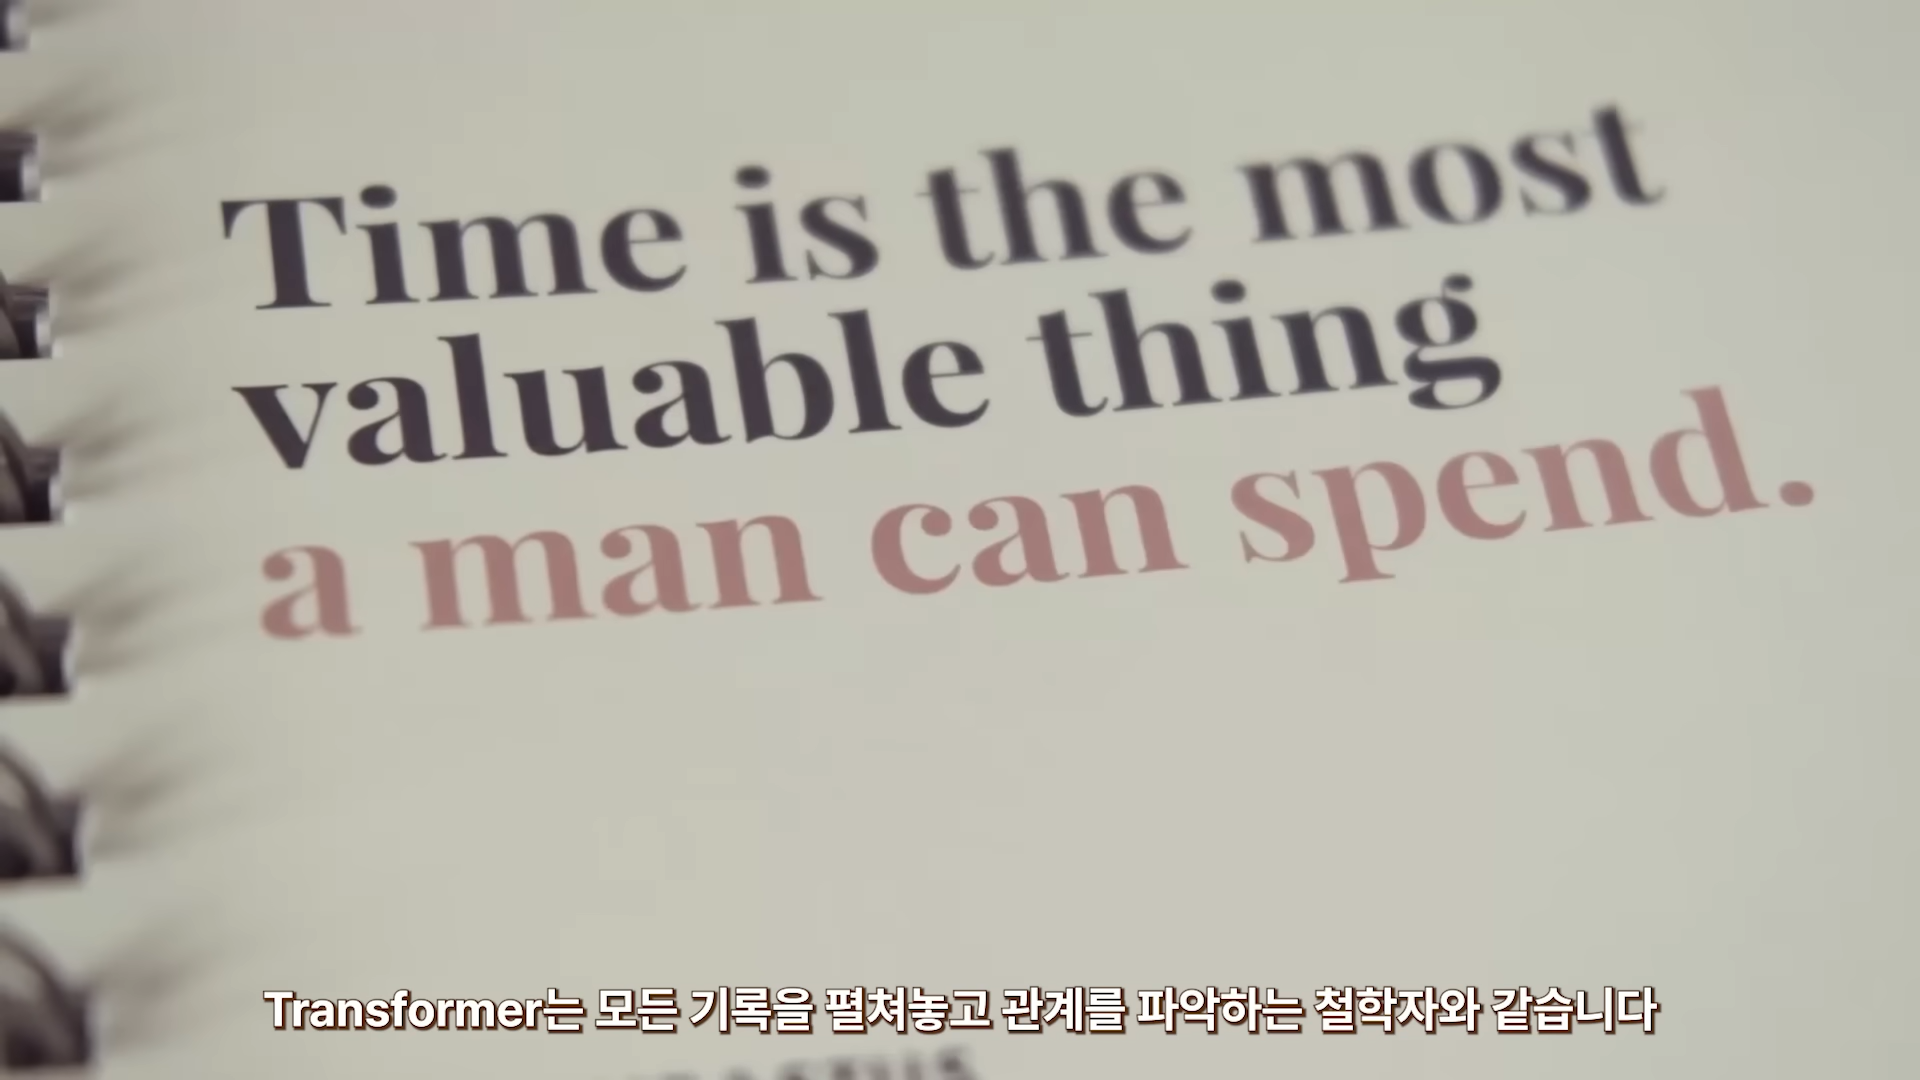 Time is the most
valuable thing
a man can spend.
Transformer는 모든 기록을 펼쳐놓고 관계를 파악하는 철학자와 같습니다